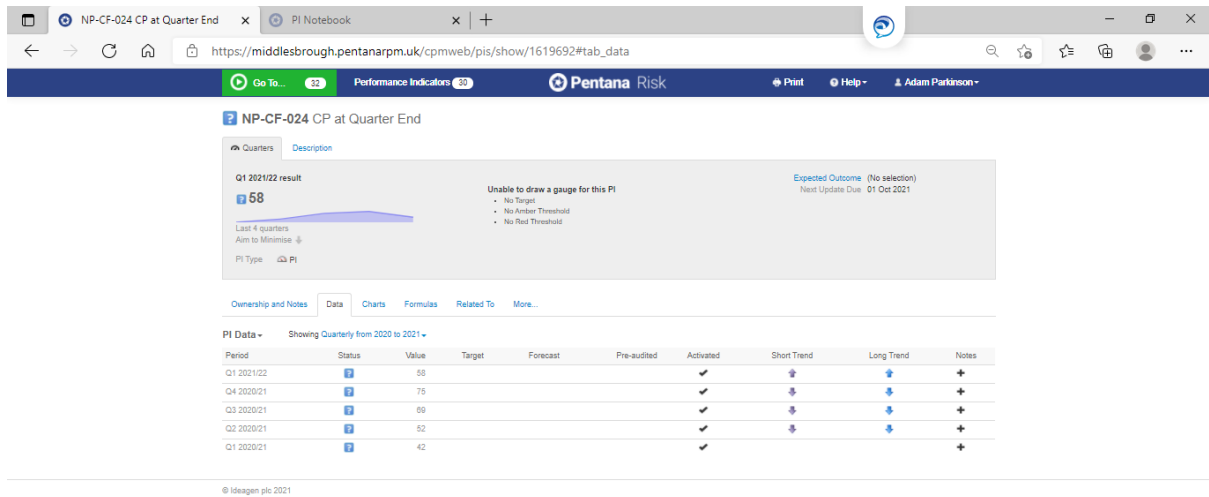 NP-CF-024 CP at Quarter End
PI Notebook
https://middlesbrough.pentanarpm.uk/cpmweb/pis/show/1619692#tab_data
Go To... 32 Performance Indicators 30 Pentana Risk Print Help Adam Parkinson
NP-CF-024 CP at Quarter End
Quarters Description
Q1 2021/22 result
? 58
Last 4 quarters
Aim to Minimise
PI Type PI
Unable to draw a gauge for this PI
• No Target
• No Amber Threshold
• No Red Threshold
Expected Outcome (No selection)
Next Update Due 01 Oct 2021
Ownership and Notes Data Charts Formulas Related To More...
PI Data Showing Quarterly from 2020 to 2021
Period Status Value Target Forecast Pre-audited Activated Short Trend Long Trend Notes
Q1 2021/22 ? 58
Q4 2020/21 ? 75
Q3 2020/21 ? 69
Q2 2020/21 ? 52
Q1 2020/21 ? 42
© Ideagen plc 2021